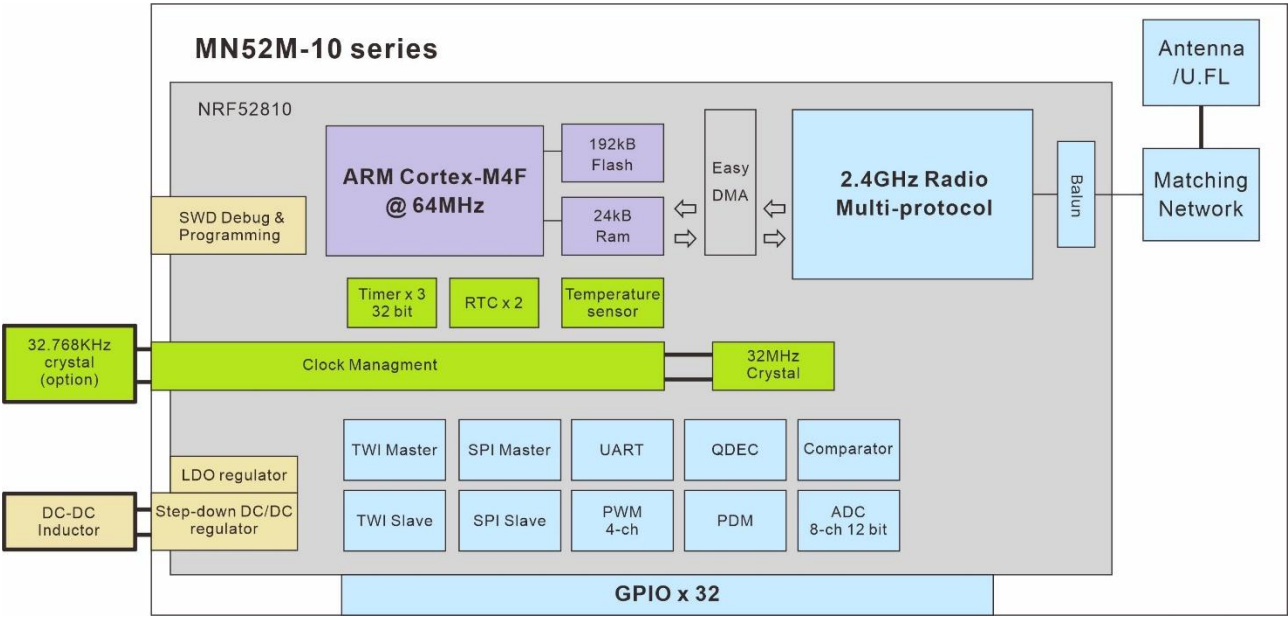 MN52M-10 series
Antenna
/U.FL
NRF52810
ARM Cortex-M4F
@ 64MHz
192kB
Flash
24kB
Ram
Easy
DMA
2.4GHz Radio
Multi-protocol
Balun
Matching
Network
SWD Debug &
Programming
Timer x 3
32 bit
RTC x 2
Temperature
sensor
32.768KHz
crystal
(option)
Clock Managment
32MHz
Crystal
TWI Master
SPI Master
UART
QDEC
Comparator
LDO regulator
DC-DC
Inductor
Step-down DC/DC
regulator
TWI Slave
SPI Slave
PWM
4-ch
PDM
ADC
8-ch 12 bit
GPIO x 32